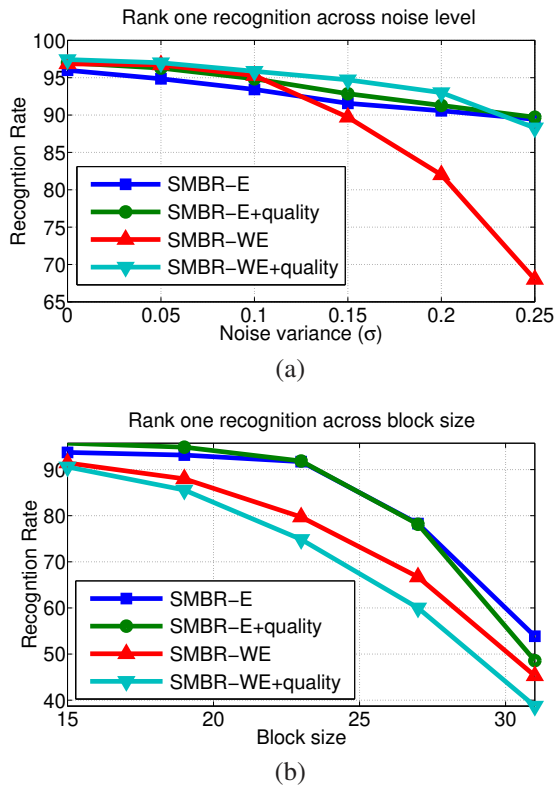 Rank one recognition across noise level
100
95
90
85
80
75
70
65
Recogntion Rate
SMBR-E
SMBR-E+quality
SMBR-WE
SMBR-WE+quality
0 0.05 0.1 0.15 0.2 0.25
Noise variance (σ)
(a)
Rank one recognition across block size
90
80
70
60
50
40
Recogntion Rate
SMBR-E
SMBR-E+quality
SMBR-WE
SMBR-WE+quality
15 20 25 30
Block size
(b)